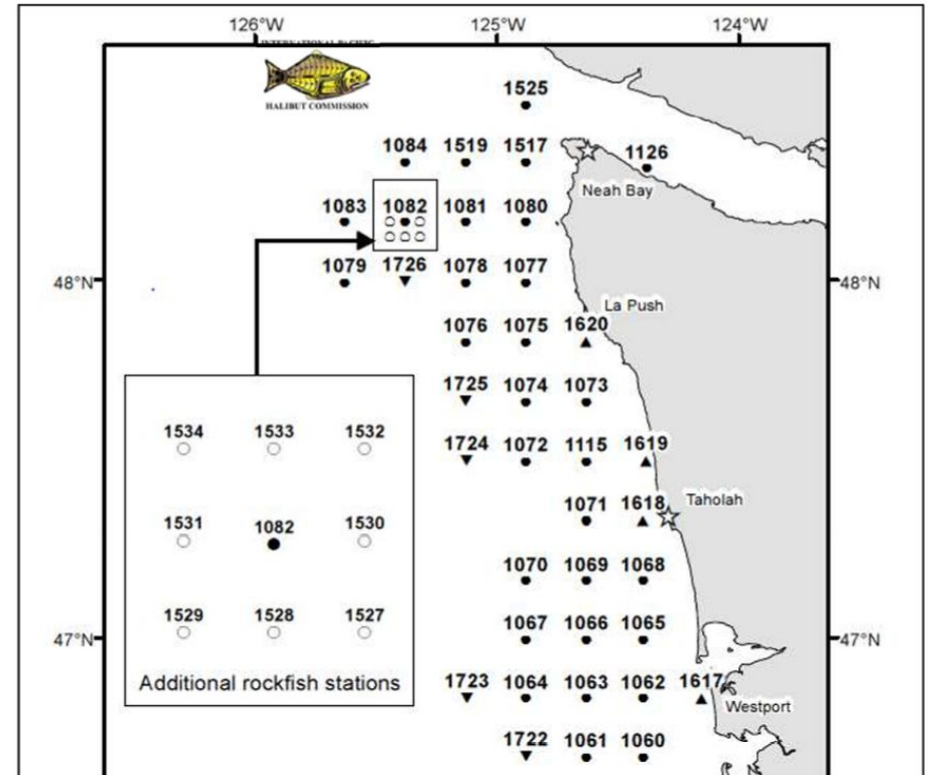 126°W 125°W 124°W
INTERNATIONAL PACIFIC
HALIBUT COMMISSION
1525
1084 1519 1517 1126
Neah Bay
1083 1082 1081 1080
1079 1726 1078 1077
48°N 48°N
La Push
1076 1075 1620
1725 1074 1073
1724 1072 1115 1619
1071 1618 Taholah
1534 1533 1532
1531 1082 1530
1529 1528 1527
Additional rockfish stations
1070 1069 1068
1067 1066 1065
47°N 47°N
1723 1064 1063 1062 1617
Westport
1722 1061 1060